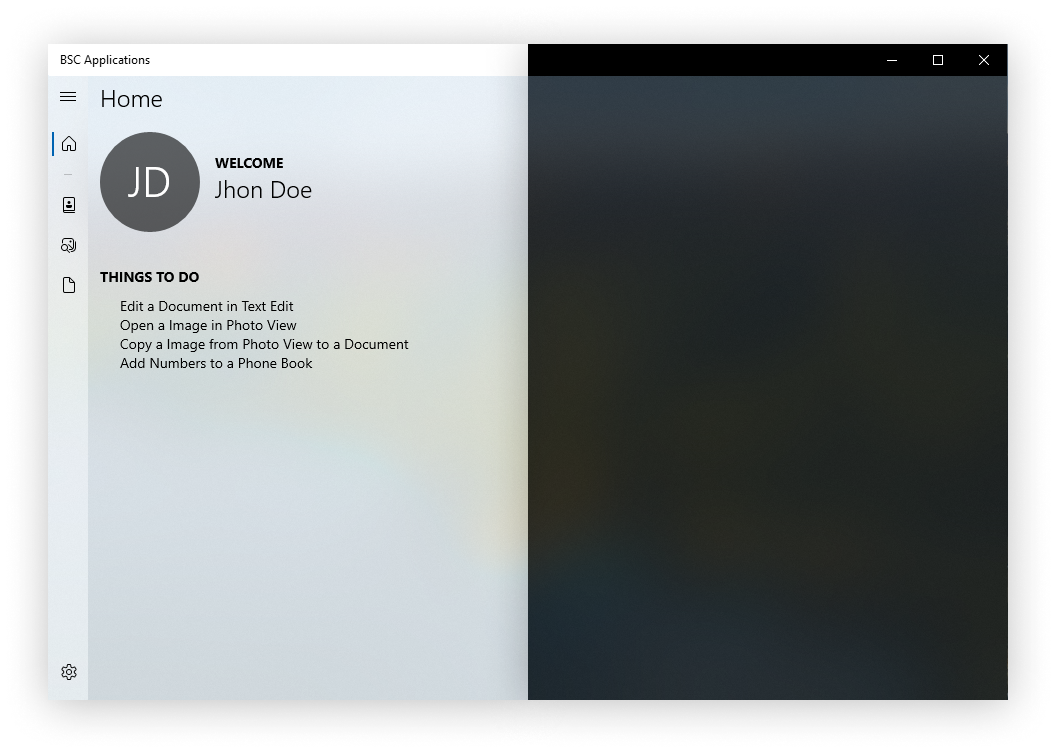 BSC Applications
Home
JD
WELCOME
Jhon Doe
THINGS TO DO
Edit a Document in Text Edit
Open a Image in Photo View
Copy a Image from Photo View to a Document
Add Numbers to a Phone Book